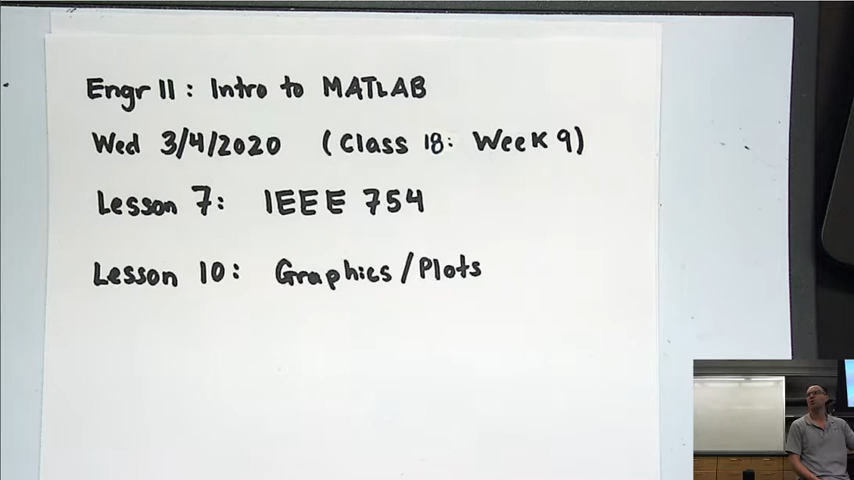 Engr 11: Intro to MATLAB
Wed 3/4/2020 (Class 18: Week 9)
Lesson 7: IEEE 754
Lesson 10: Graphics/Plots